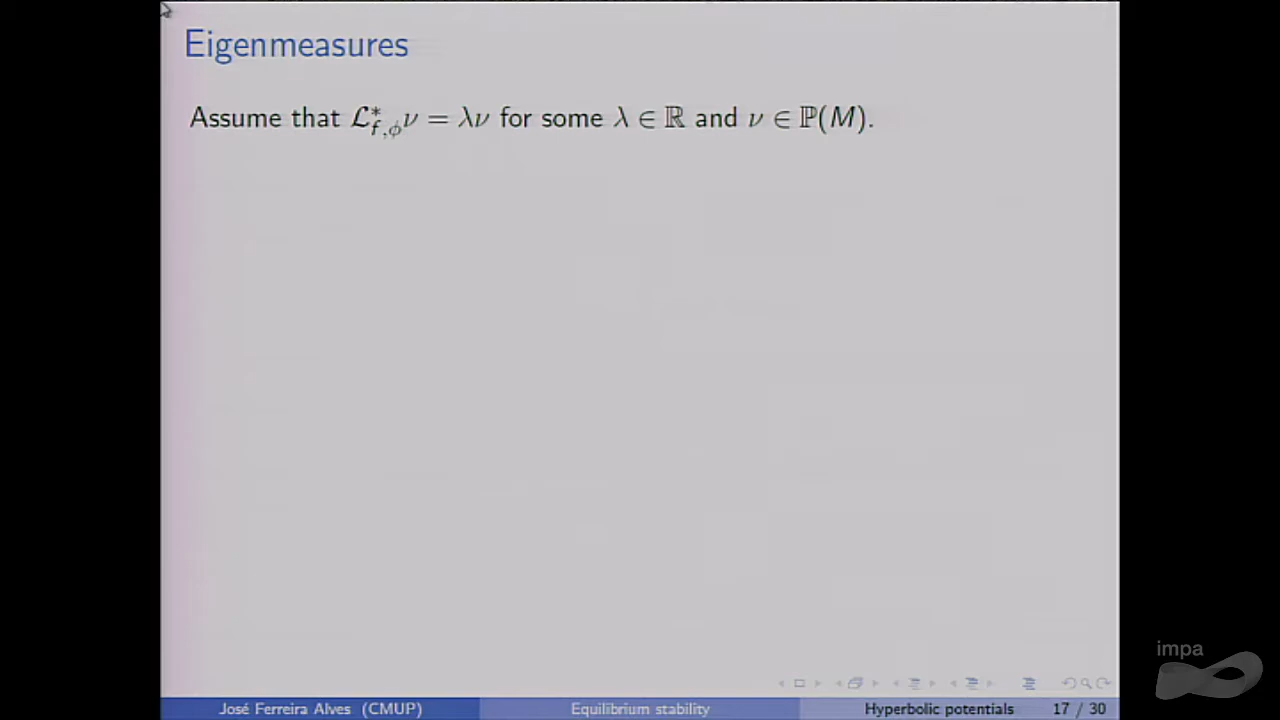 Eigenmeasures
Assume that $\mathcal{L}^*_{f,\phi}\nu = \lambda\nu$ for some $\lambda \in \mathbb{R}$ and $\nu \in \mathbb{P}(M)$.
impa
José Ferreira Alves (CMUP) Equilibrium stability Hyperbolic potentials 17 / 30